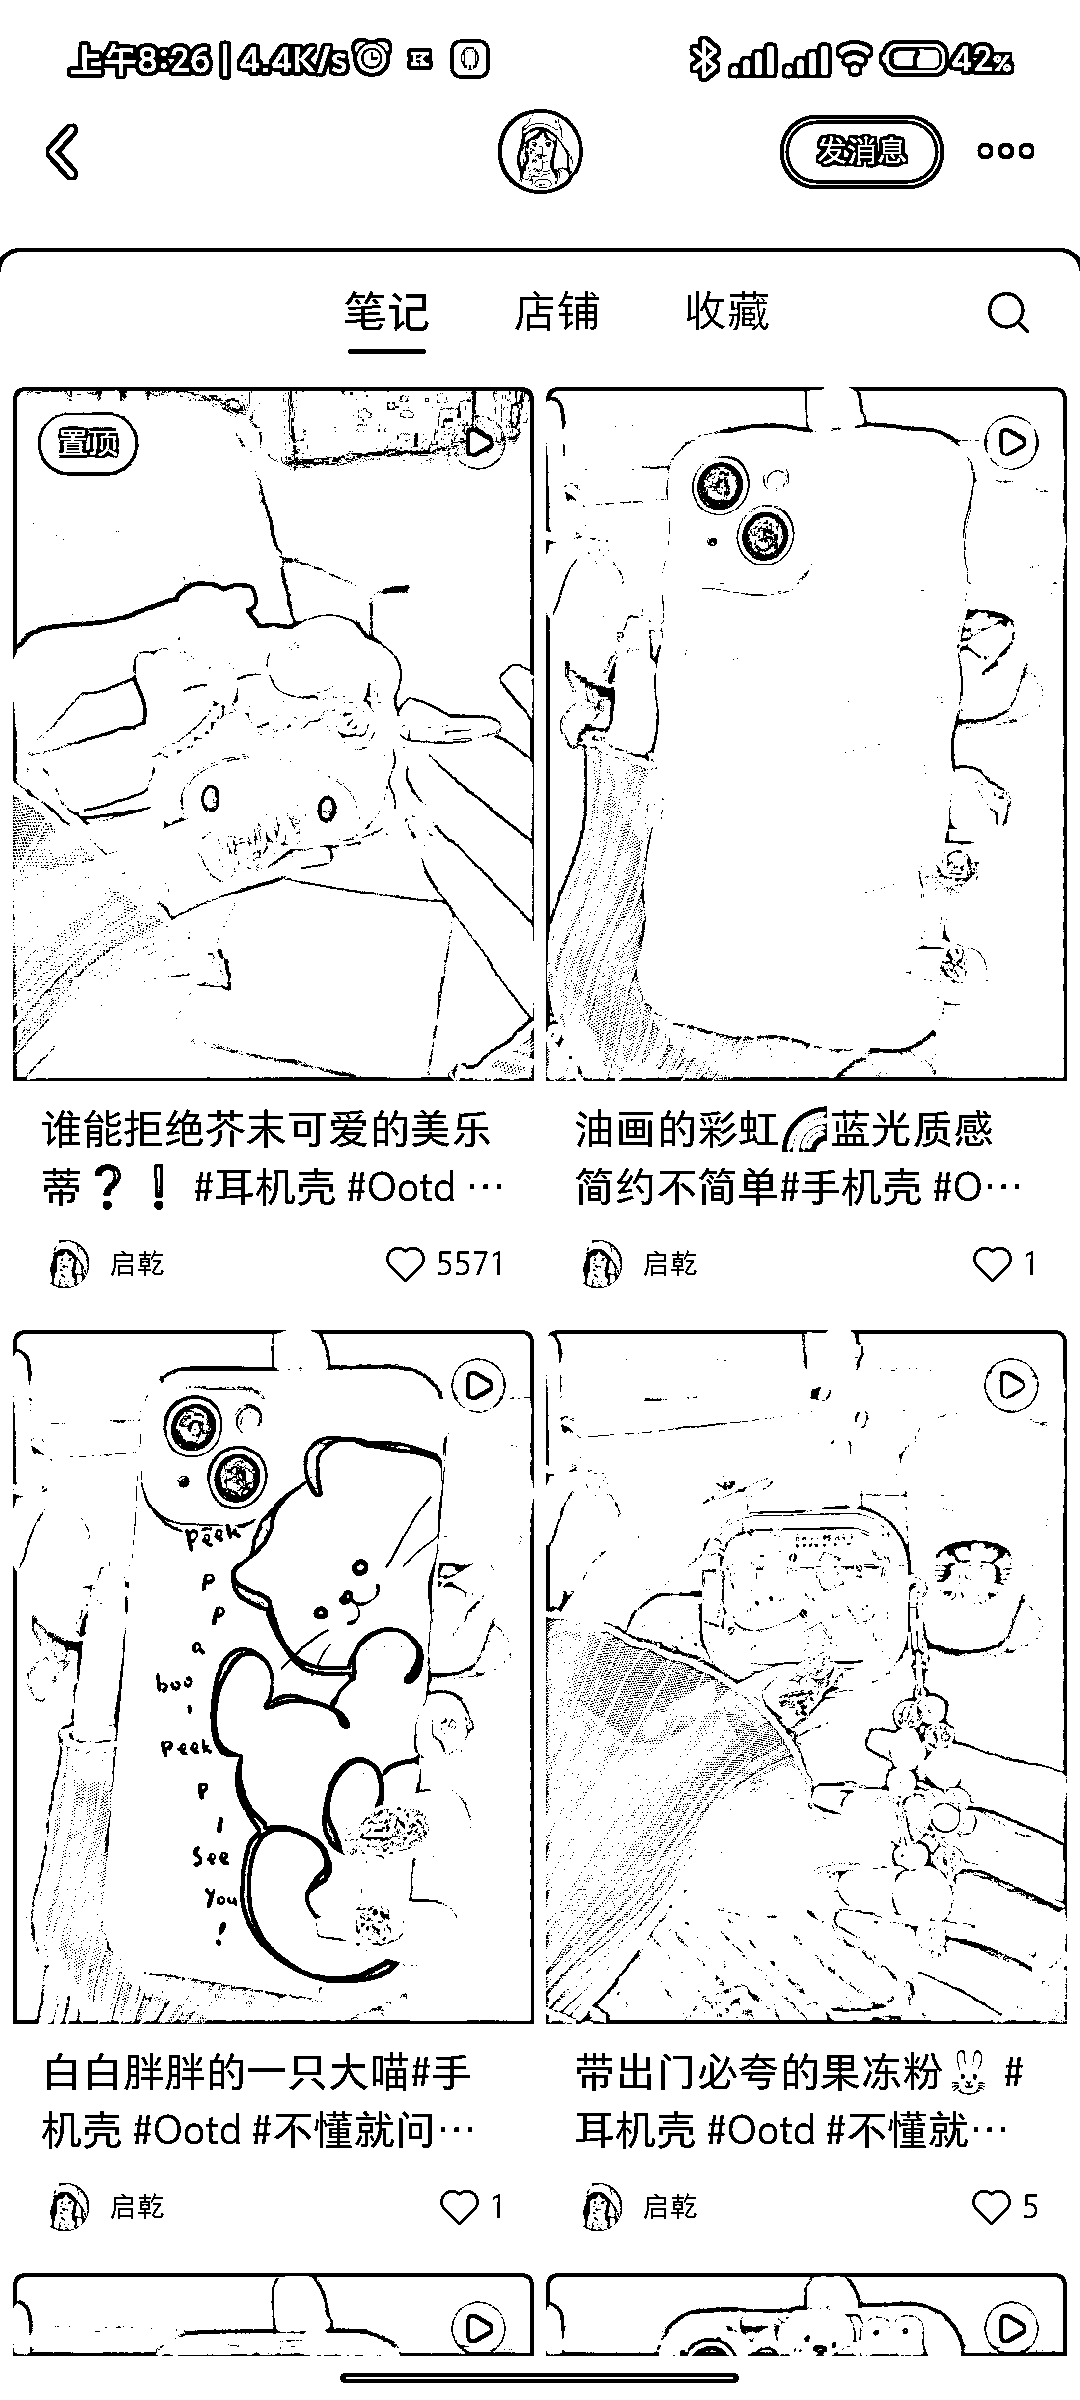 上午8:26 | 4.4K/s
42%
发消息
笔记 店铺 收藏
置顶
谁能拒绝芥末可爱的美乐
蒂❓❗ #耳机壳 #Ootd …
启乾 5571
油画的彩虹🌈蓝光质感
简约不简单#手机壳 #O…
启乾 1
peek
p
p
a
boo
,
peek
p
I
See
You
!
白白胖胖的一只大喵#手
机壳 #Ootd #不懂就问…
启乾 1
带出门必夸的果冻粉🐰 #
耳机壳 #Ootd #不懂就…
启乾 5